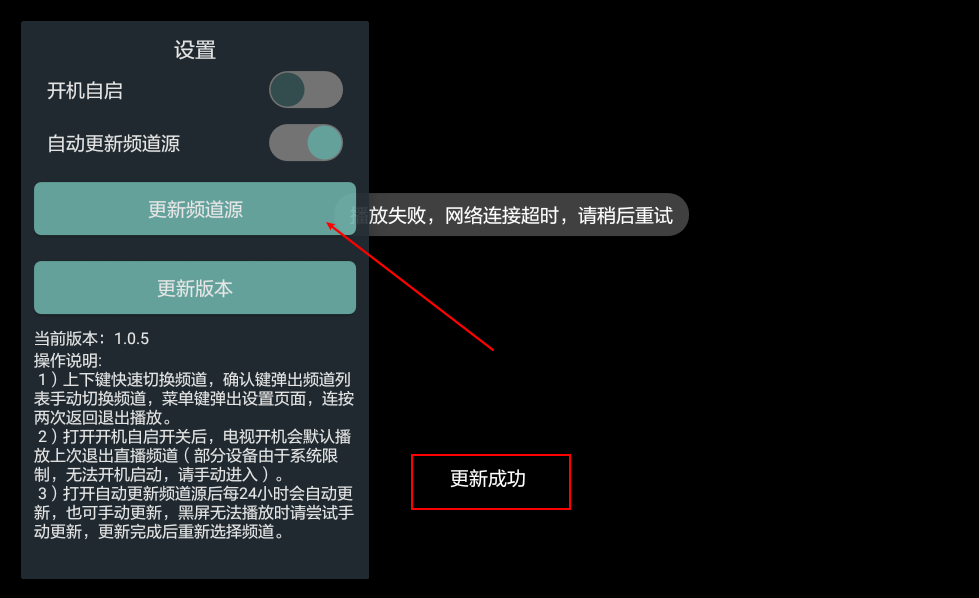 设置
开机自启
自动更新频道源
更新频道源
播放失败，网络连接超时，请稍后重试
更新版本
当前版本：1.0.5
操作说明:
1）上下键快速切换频道，确认键弹出频道列
表手动切换频道，菜单键弹出设置页面，连按
两次返回退出播放。
2）打开开机自启开关后，电视开机会默认播
放上次退出直播频道（部分设备由于系统限
制，无法开机启动，请手动进入）。
3）打开自动更新频道源后每24小时会自动更
新，也可手动更新，黑屏无法播放时请尝试手
动更新，更新完成后重新选择频道。
更新成功